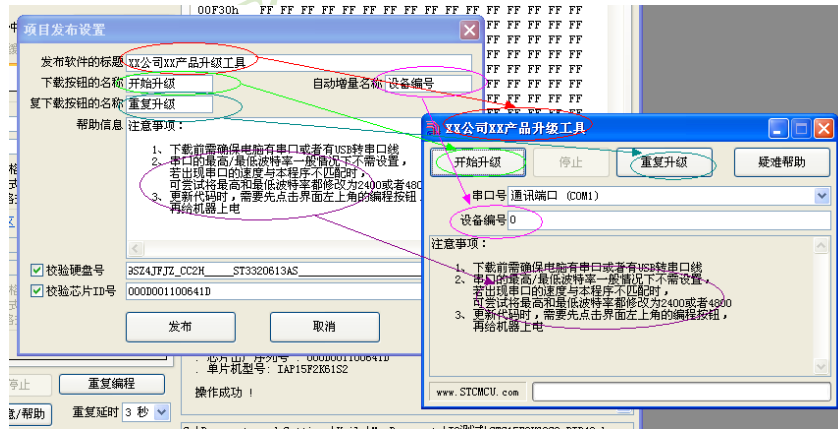 00F30h FF FF FF FF FF FF FF FF FF FF FF FF FF FF FF FF
项目发布设置
发布软件的标题 XX公司XX产品升级工具
下载按钮的名称 开始升级 自动增量名称 设备编号
复下载按钮的名称 重复升级
帮助信息 注意事项：
1、下载前需确保电脑有串口或者有USB转串口线
2、串口的最高/最低波特率一般情况下不需设置，
若出现串口的速度与本程序不匹配时，
可尝试将最高和最低波特率都修改为2400或者480
3、更新代码时，需要先点击界面左上角的编程按钮
再给机器上电
校验硬盘号 9SZ4JFJZ_CC2H_____ST3320613AS
校验芯片ID号 000D001100641D
发布 取消
XX公司XX产品升级工具
开始升级 停止 重复升级 疑难帮助
串口号 通讯端口 (COM1)
设备编号 0
注意事项：
1、下载前需确保电脑有串口或者有USB转串口线
2、串口的最高/最低波特率一般情况下不需设置，
若出现串口的速度与本程序不匹配时，
可尝试将最高和最低波特率都修改为2400或者4800
3、更新代码时，需要先点击界面左上角的编程按钮，
再给机器上电
www.STCMCU.com
. 芯片出厂序列号 : 000D001100641D
. 单片机型号: IAP15F2K61S2
操作成功 !
停止 重复编程
/帮助 重复延时 3 秒